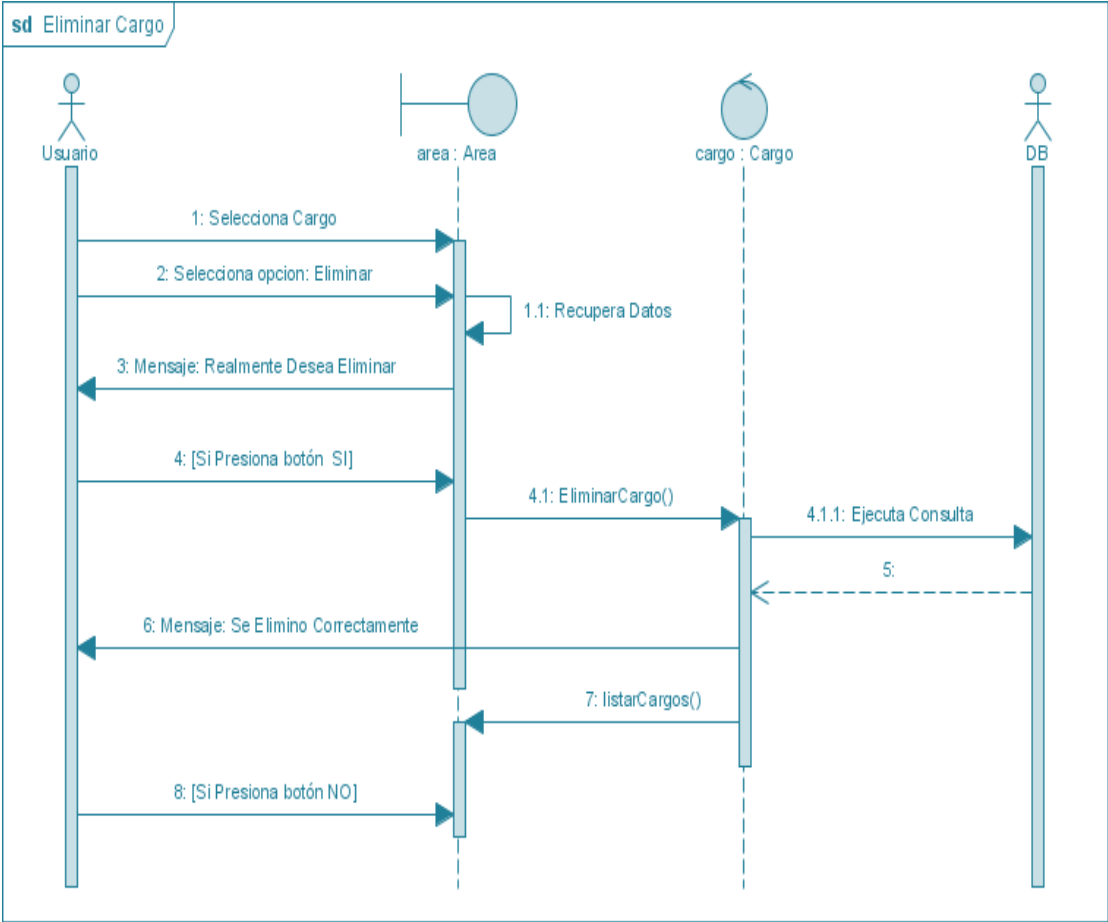 sd Eliminar Cargo
Usuario
area : Area
cargo : Cargo
DB
1: Selecciona Cargo
2: Selecciona opcion: Eliminar
1.1: Recupera Datos
3: Mensaje: Realmente Desea Eliminar
4: [Si Presiona botón SI]
4.1: EliminarCargo()
4.1.1: Ejecuta Consulta
5:
6: Mensaje: Se Elimino Correctamente
7: listarCargos()
8: [Si Presiona botón NO]